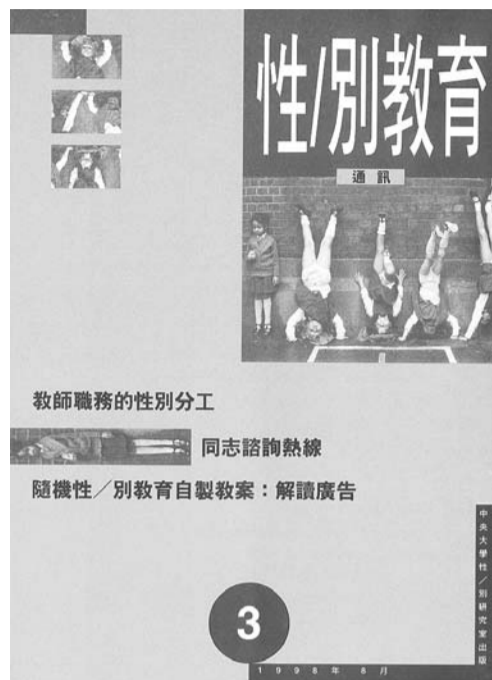 性/別教育
通訊
教師職務的性別分工
同志諮詢熱線
隨機性／別教育自製教案：解讀廣告
中央大學性／別研究室出版
3
1998年6月